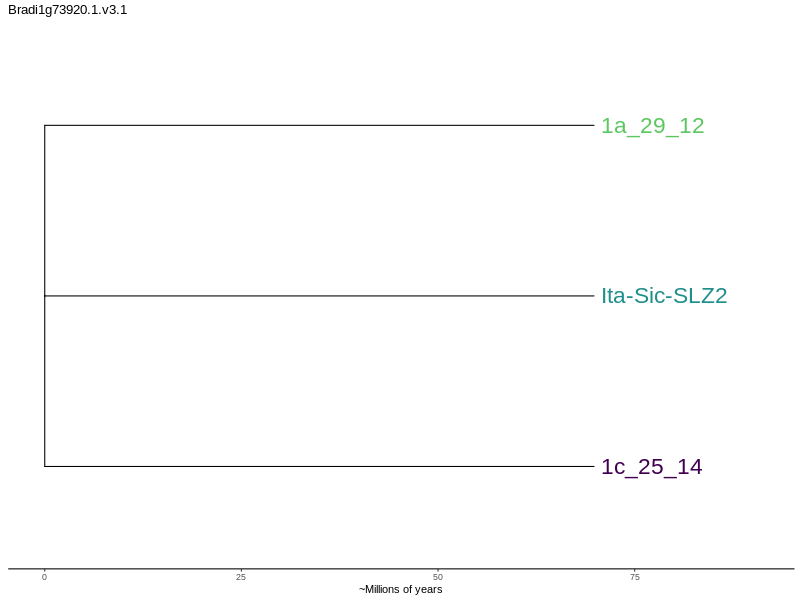 Bradi1g73920.1.v3.1
1a_29_12
Ita-Sic-SLZ2
1c_25_14
0 25 50 75
~Millions of years